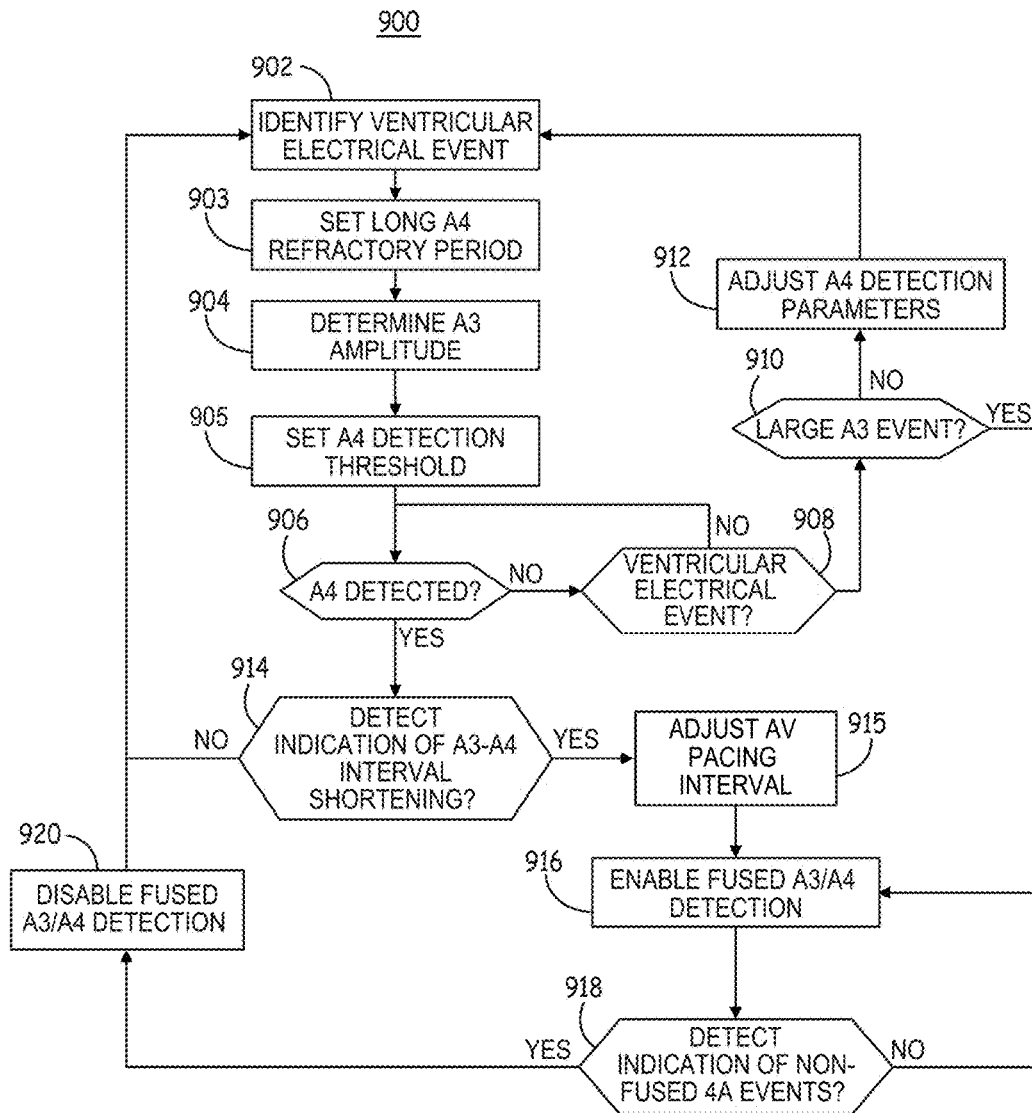 900
902
IDENTIFY VENTRICULAR
ELECTRICAL EVENT
903
SET LONG A4
REFRACTORY PERIOD
904
DETERMINE A3
AMPLITUDE
905
SET A4 DETECTION
THRESHOLD
906
A4 DETECTED?
NO
YES
908
NO
VENTRICULAR
ELECTRICAL
EVENT?
910
LARGE A3 EVENT?
NO
YES
912
ADJUST A4 DETECTION
PARAMETERS
914
DETECT
INDICATION OF A3-A4
INTERVAL
SHORTENING?
NO
YES
915
ADJUST AV
PACING
INTERVAL
916
ENABLE FUSED A3/A4
DETECTION
918
DETECT
INDICATION OF NON-
FUSED 4A EVENTS?
YES
NO
920
DISABLE FUSED
A3/A4 DETECTION